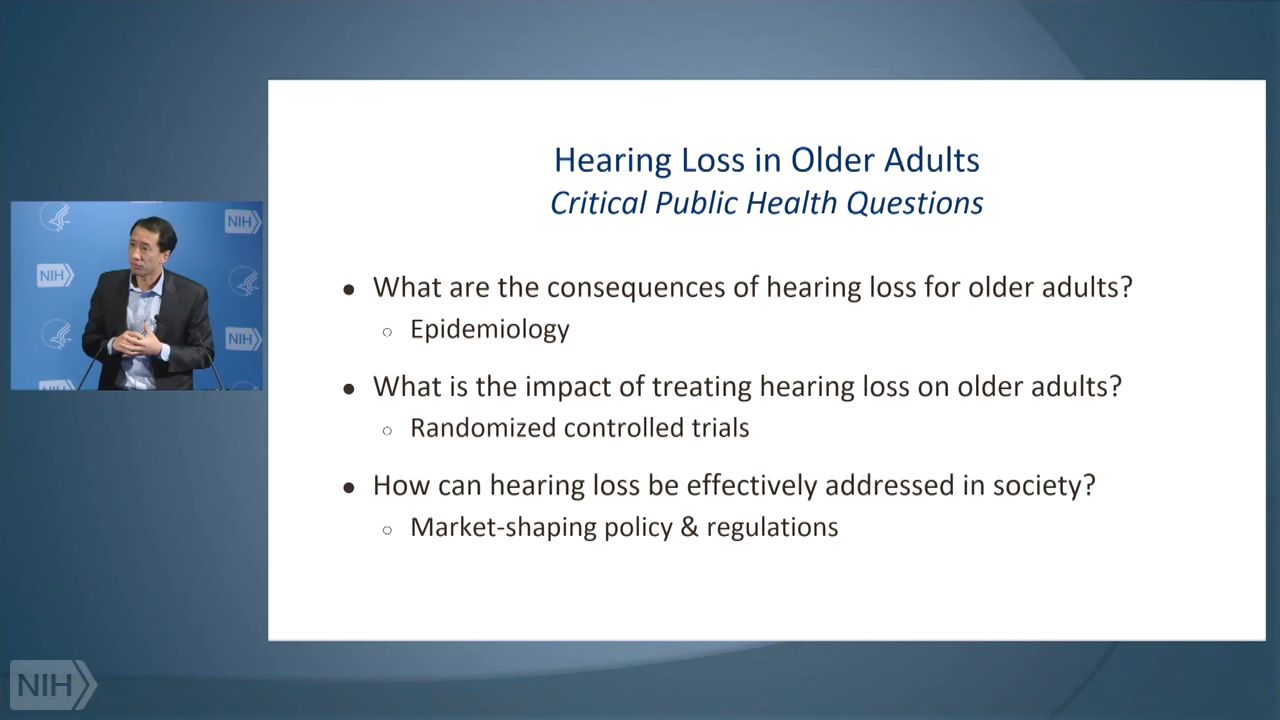 Hearing Loss in Older Adults
Critical Public Health Questions
• What are the consequences of hearing loss for older adults?
○ Epidemiology
• What is the impact of treating hearing loss on older adults?
○ Randomized controlled trials
• How can hearing loss be effectively addressed in society?
○ Market-shaping policy & regulations
NIH
NIH
NIH
NIH
NIH